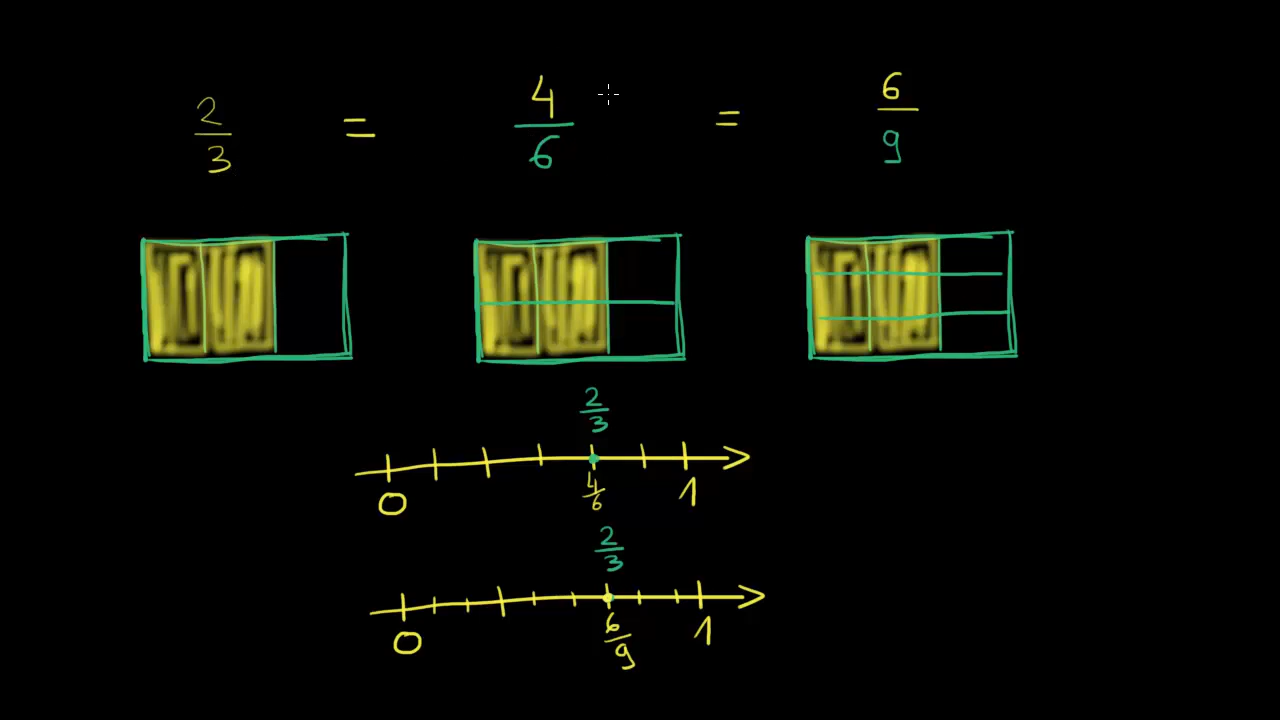 2/3 = 4/6 = 6/9
2/3
0 4/6 1
2/3
0 6/9 1